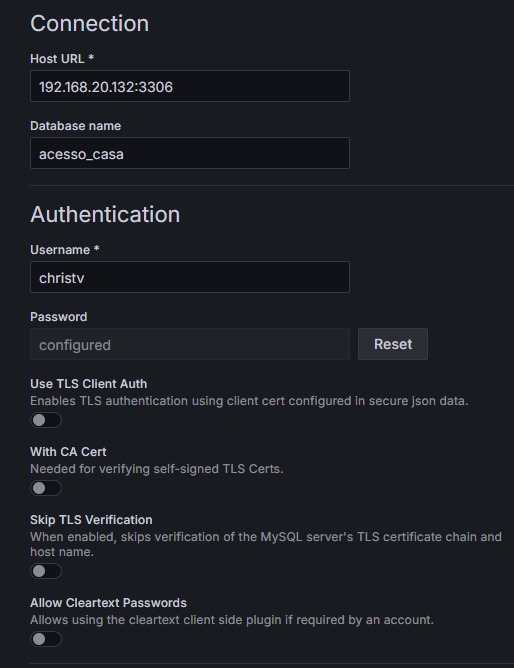 Connection
Host URL *
192.168.20.132:3306
Database name
acesso_casa
Authentication
Username *
christv
Password
configured
Reset
Use TLS Client Auth
Enables TLS authentication using client cert configured in secure json data.
With CA Cert
Needed for verifying self-signed TLS Certs.
Skip TLS Verification
When enabled, skips verification of the MySQL server's TLS certificate chain and
host name.
Allow Cleartext Passwords
Allows using the cleartext client side plugin if required by an account.